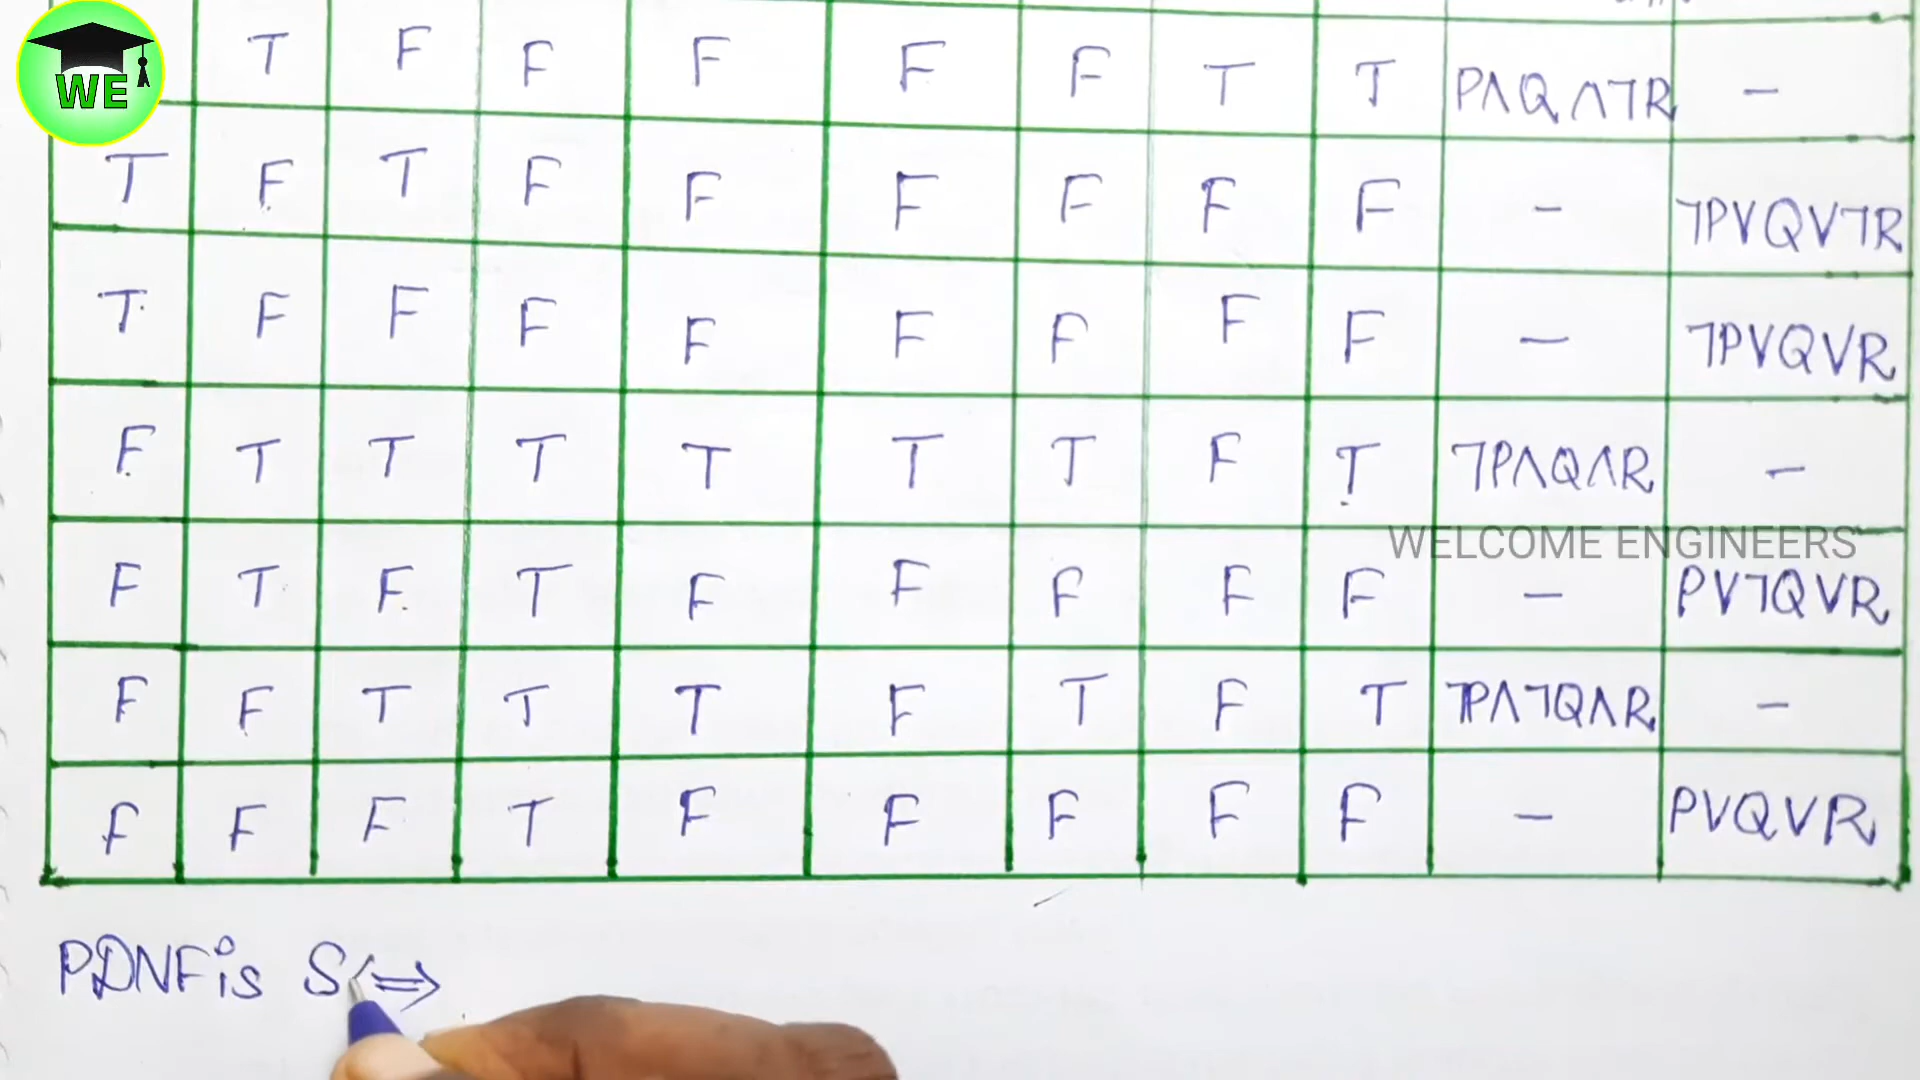 WE
T F F F F F T T P∧Q∧¬R –
T F T F F F F F F – ¬P∨Q∨¬R
T F F F F F F F F – ¬P∨Q∨R
F T T T T T T F T ¬P∧Q∧R –
WELCOME ENGINEERS
F T F T F F F F F – P∨¬Q∨R
F F T T T F T F T ¬P∧¬Q∧R –
F F F T F F F F F – P∨Q∨R
PDNF is S⇔